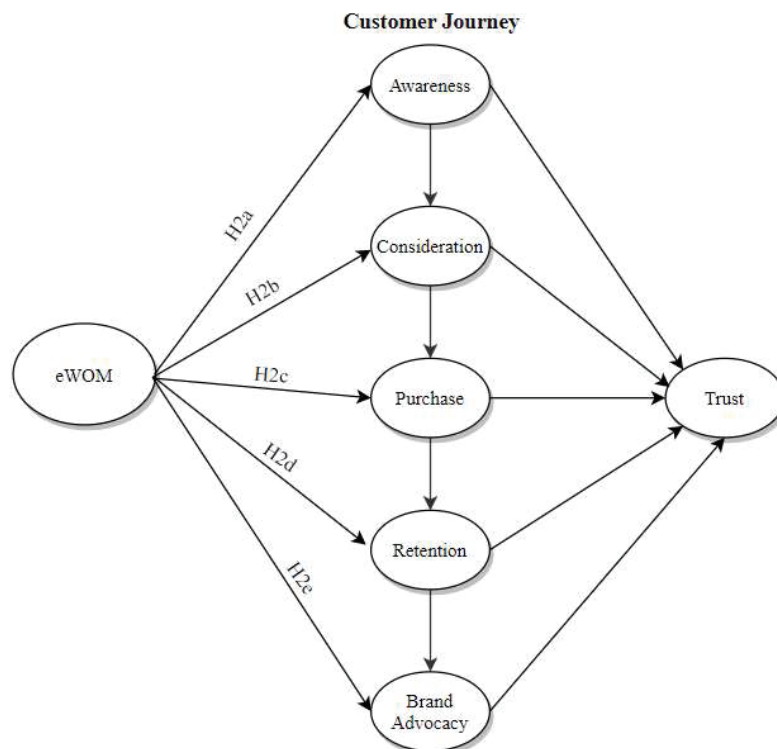 Customer Journey
Awareness
H2a
Consideration
H2b
eWOM
H2c
Purchase
Trust
H2d
Retention
H2e
Brand
Advocacy